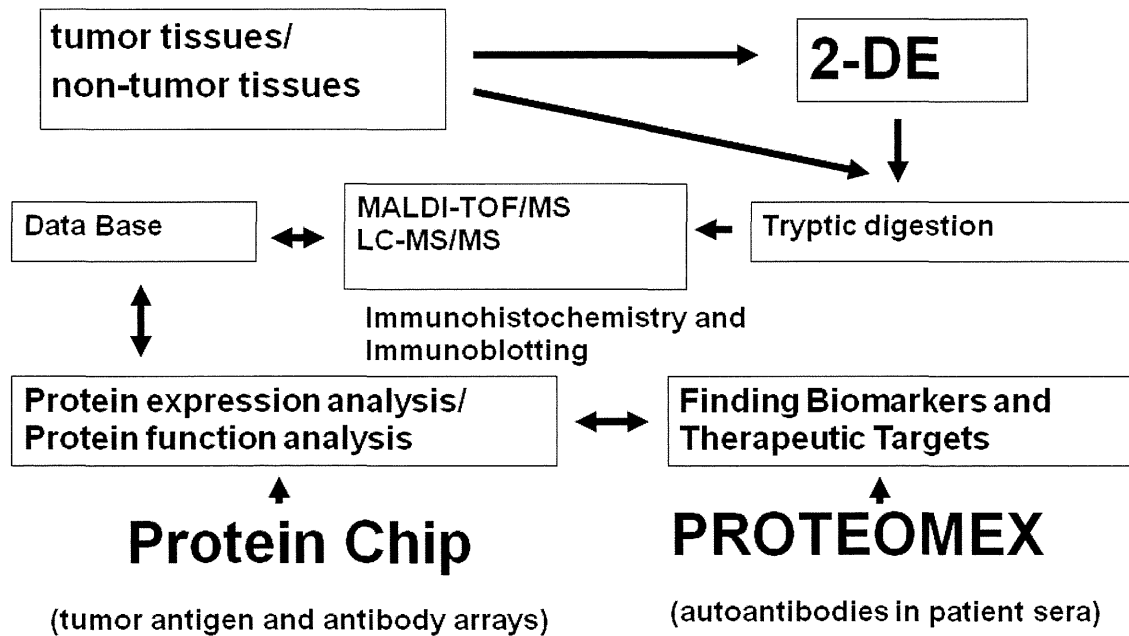 tumor tissues/
non-tumor tissues
2-DE
Data Base
MALDI-TOF/MS
LC-MS/MS
Tryptic digestion
Immunohistochemistry and
Immunoblotting
Protein expression analysis/
Protein function analysis
Finding Biomarkers and
Therapeutic Targets
Protein Chip
PROTEOMEX
(tumor antigen and antibody arrays)
(autoantibodies in patient sera)